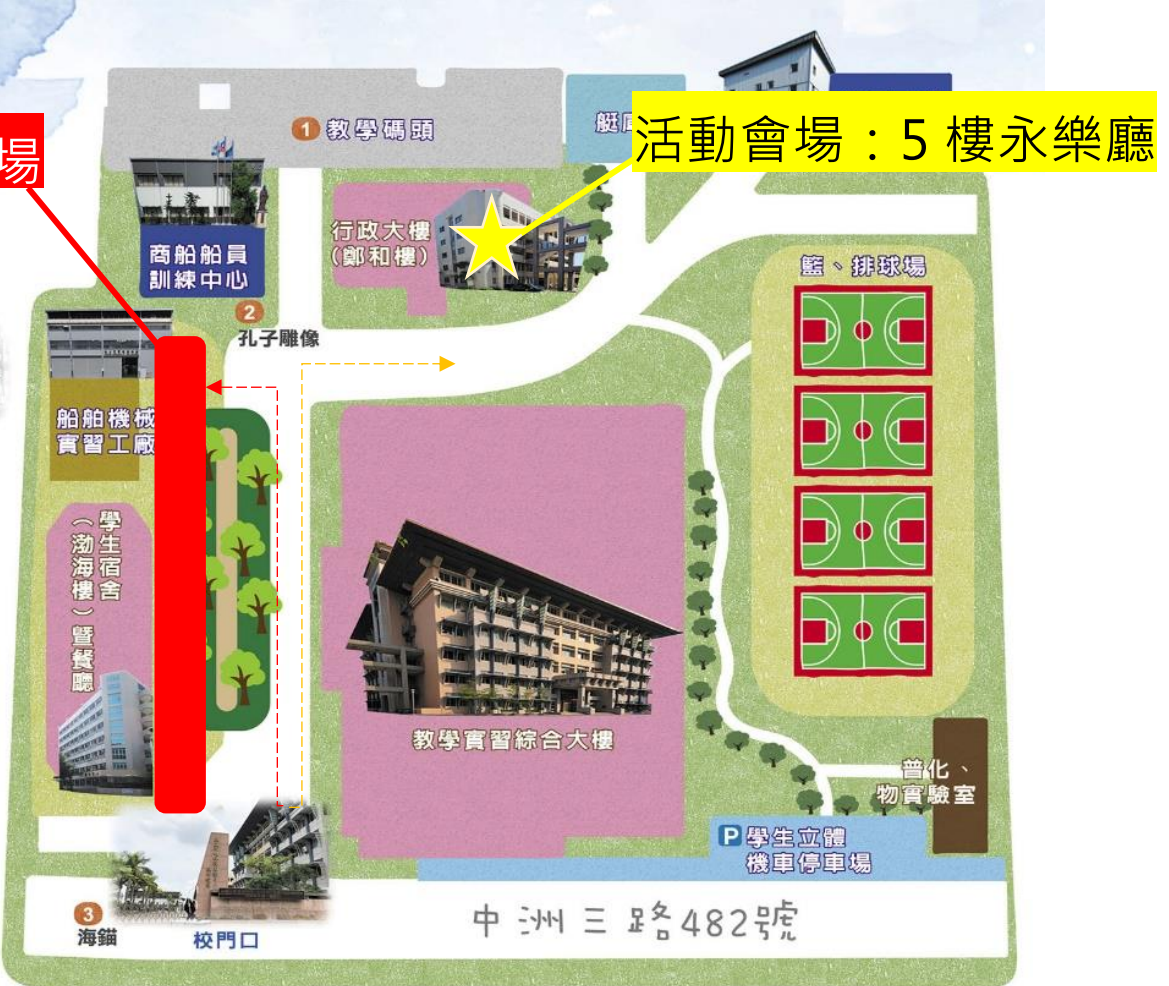 1 教學碼頭
艇
場
活動會場：5 樓永樂廳
行政大樓
（鄭和樓）
商船船員
訓練中心
籃、排球場
2
孔子雕像
船舶機械
實習工廠
學生宿舍
（渤海樓）暨餐廳
教學實習綜合大樓
普化、
物實驗室
P 學生立體
機車停車場
3
海錨
校門口
中洲三路482號